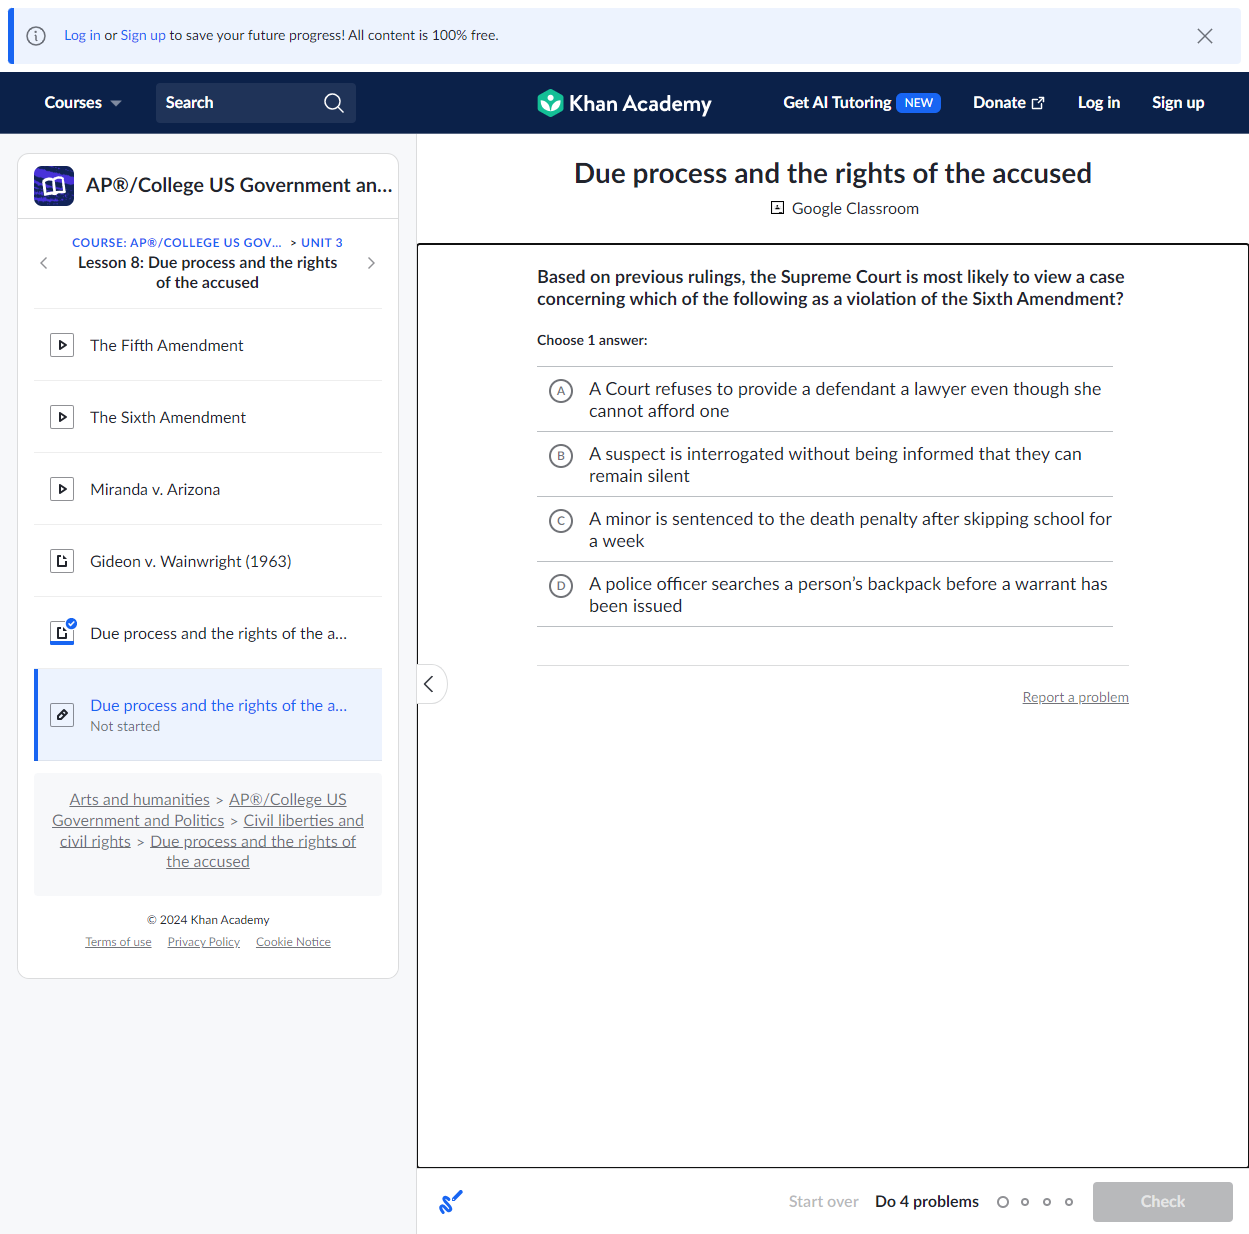 Log in or Sign up to save your future progress! All content is 100% free.
Courses
Search
Khan Academy
Get AI Tutoring NEW
Donate
Log in
Sign up
AP®/College US Government an...
COURSE: AP®/COLLEGE US GOV... > UNIT 3
Lesson 8: Due process and the rights
of the accused
The Fifth Amendment
The Sixth Amendment
Miranda v. Arizona
Gideon v. Wainwright (1963)
Due process and the rights of the a...
Due process and the rights of the a...
Not started
Arts and humanities > AP®/College US
Government and Politics > Civil liberties and
civil rights > Due process and the rights of
the accused
© 2024 Khan Academy
Terms of use Privacy Policy Cookie Notice
Due process and the rights of the accused
Google Classroom
Based on previous rulings, the Supreme Court is most likely to view a case
concerning which of the following as a violation of the Sixth Amendment?
Choose 1 answer:
A A Court refuses to provide a defendant a lawyer even though she
cannot afford one
B A suspect is interrogated without being informed that they can
remain silent
C A minor is sentenced to the death penalty after skipping school for
a week
D A police officer searches a person’s backpack before a warrant has
been issued
Report a problem
Start over
Do 4 problems
Check